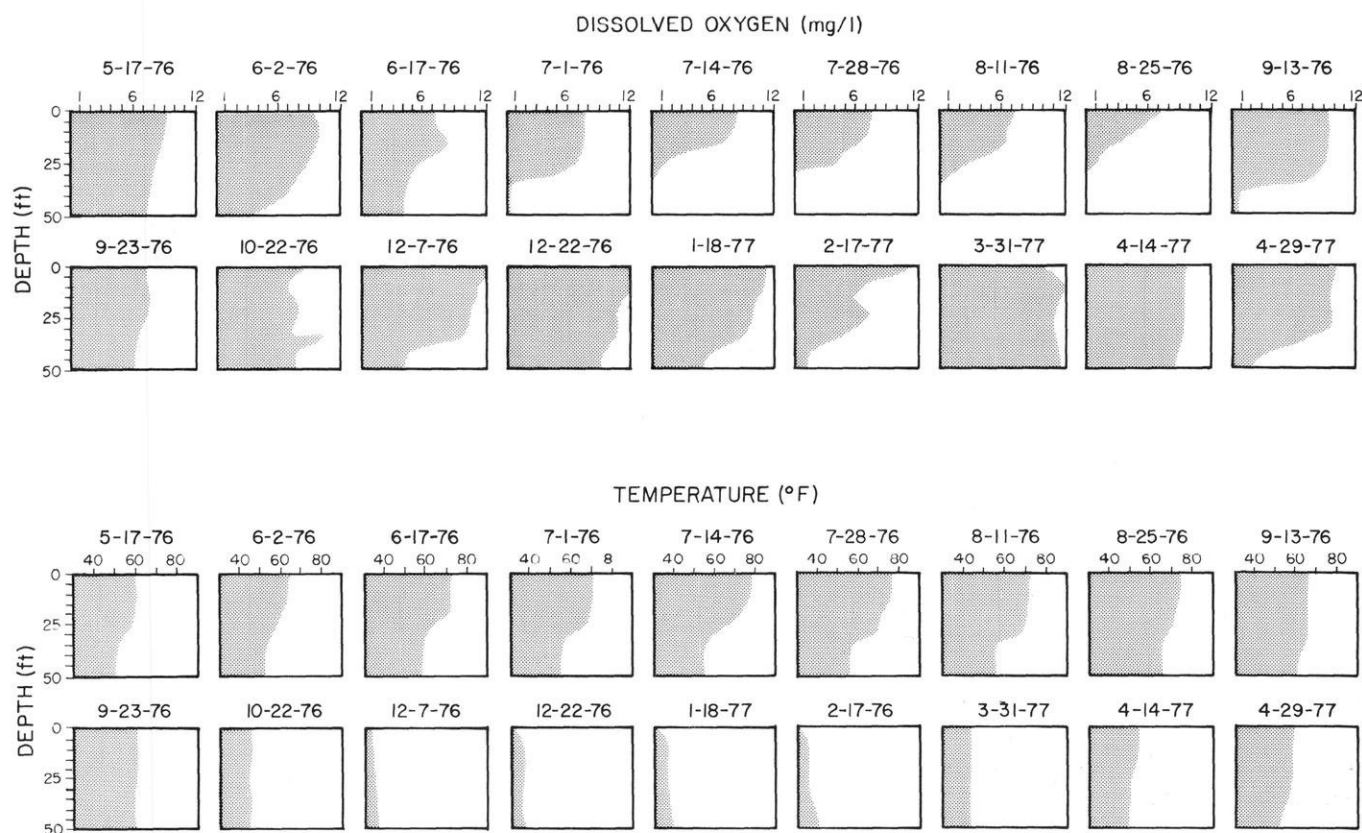 DISSOLVED OXYGEN (mg/l)
5-17-76 6-2-76 6-17-76 7-1-76 7-14-76 7-28-76 8-11-76 8-25-76 9-13-76
1 6 12 1 6 12 1 6 12 1 6 12 1 6 12 1 6 12 1 6 12 1 6 12 1 6 12
0
25
50
DEPTH (ft)
9-23-76 10-22-76 12-7-76 12-22-76 1-18-77 2-17-77 3-31-77 4-14-77 4-29-77
0
25
50
TEMPERATURE (°F)
5-17-76 6-2-76 6-17-76 7-1-76 7-14-76 7-28-76 8-11-76 8-25-76 9-13-76
40 60 80 40 60 80 40 60 80 40 60 8 40 60 80 40 60 80 40 60 80 40 60 80 40 60 80
0
25
50
DEPTH (ft)
9-23-76 10-22-76 12-7-76 12-22-76 1-18-77 2-17-76 3-31-77 4-14-77 4-29-77
0
25
50